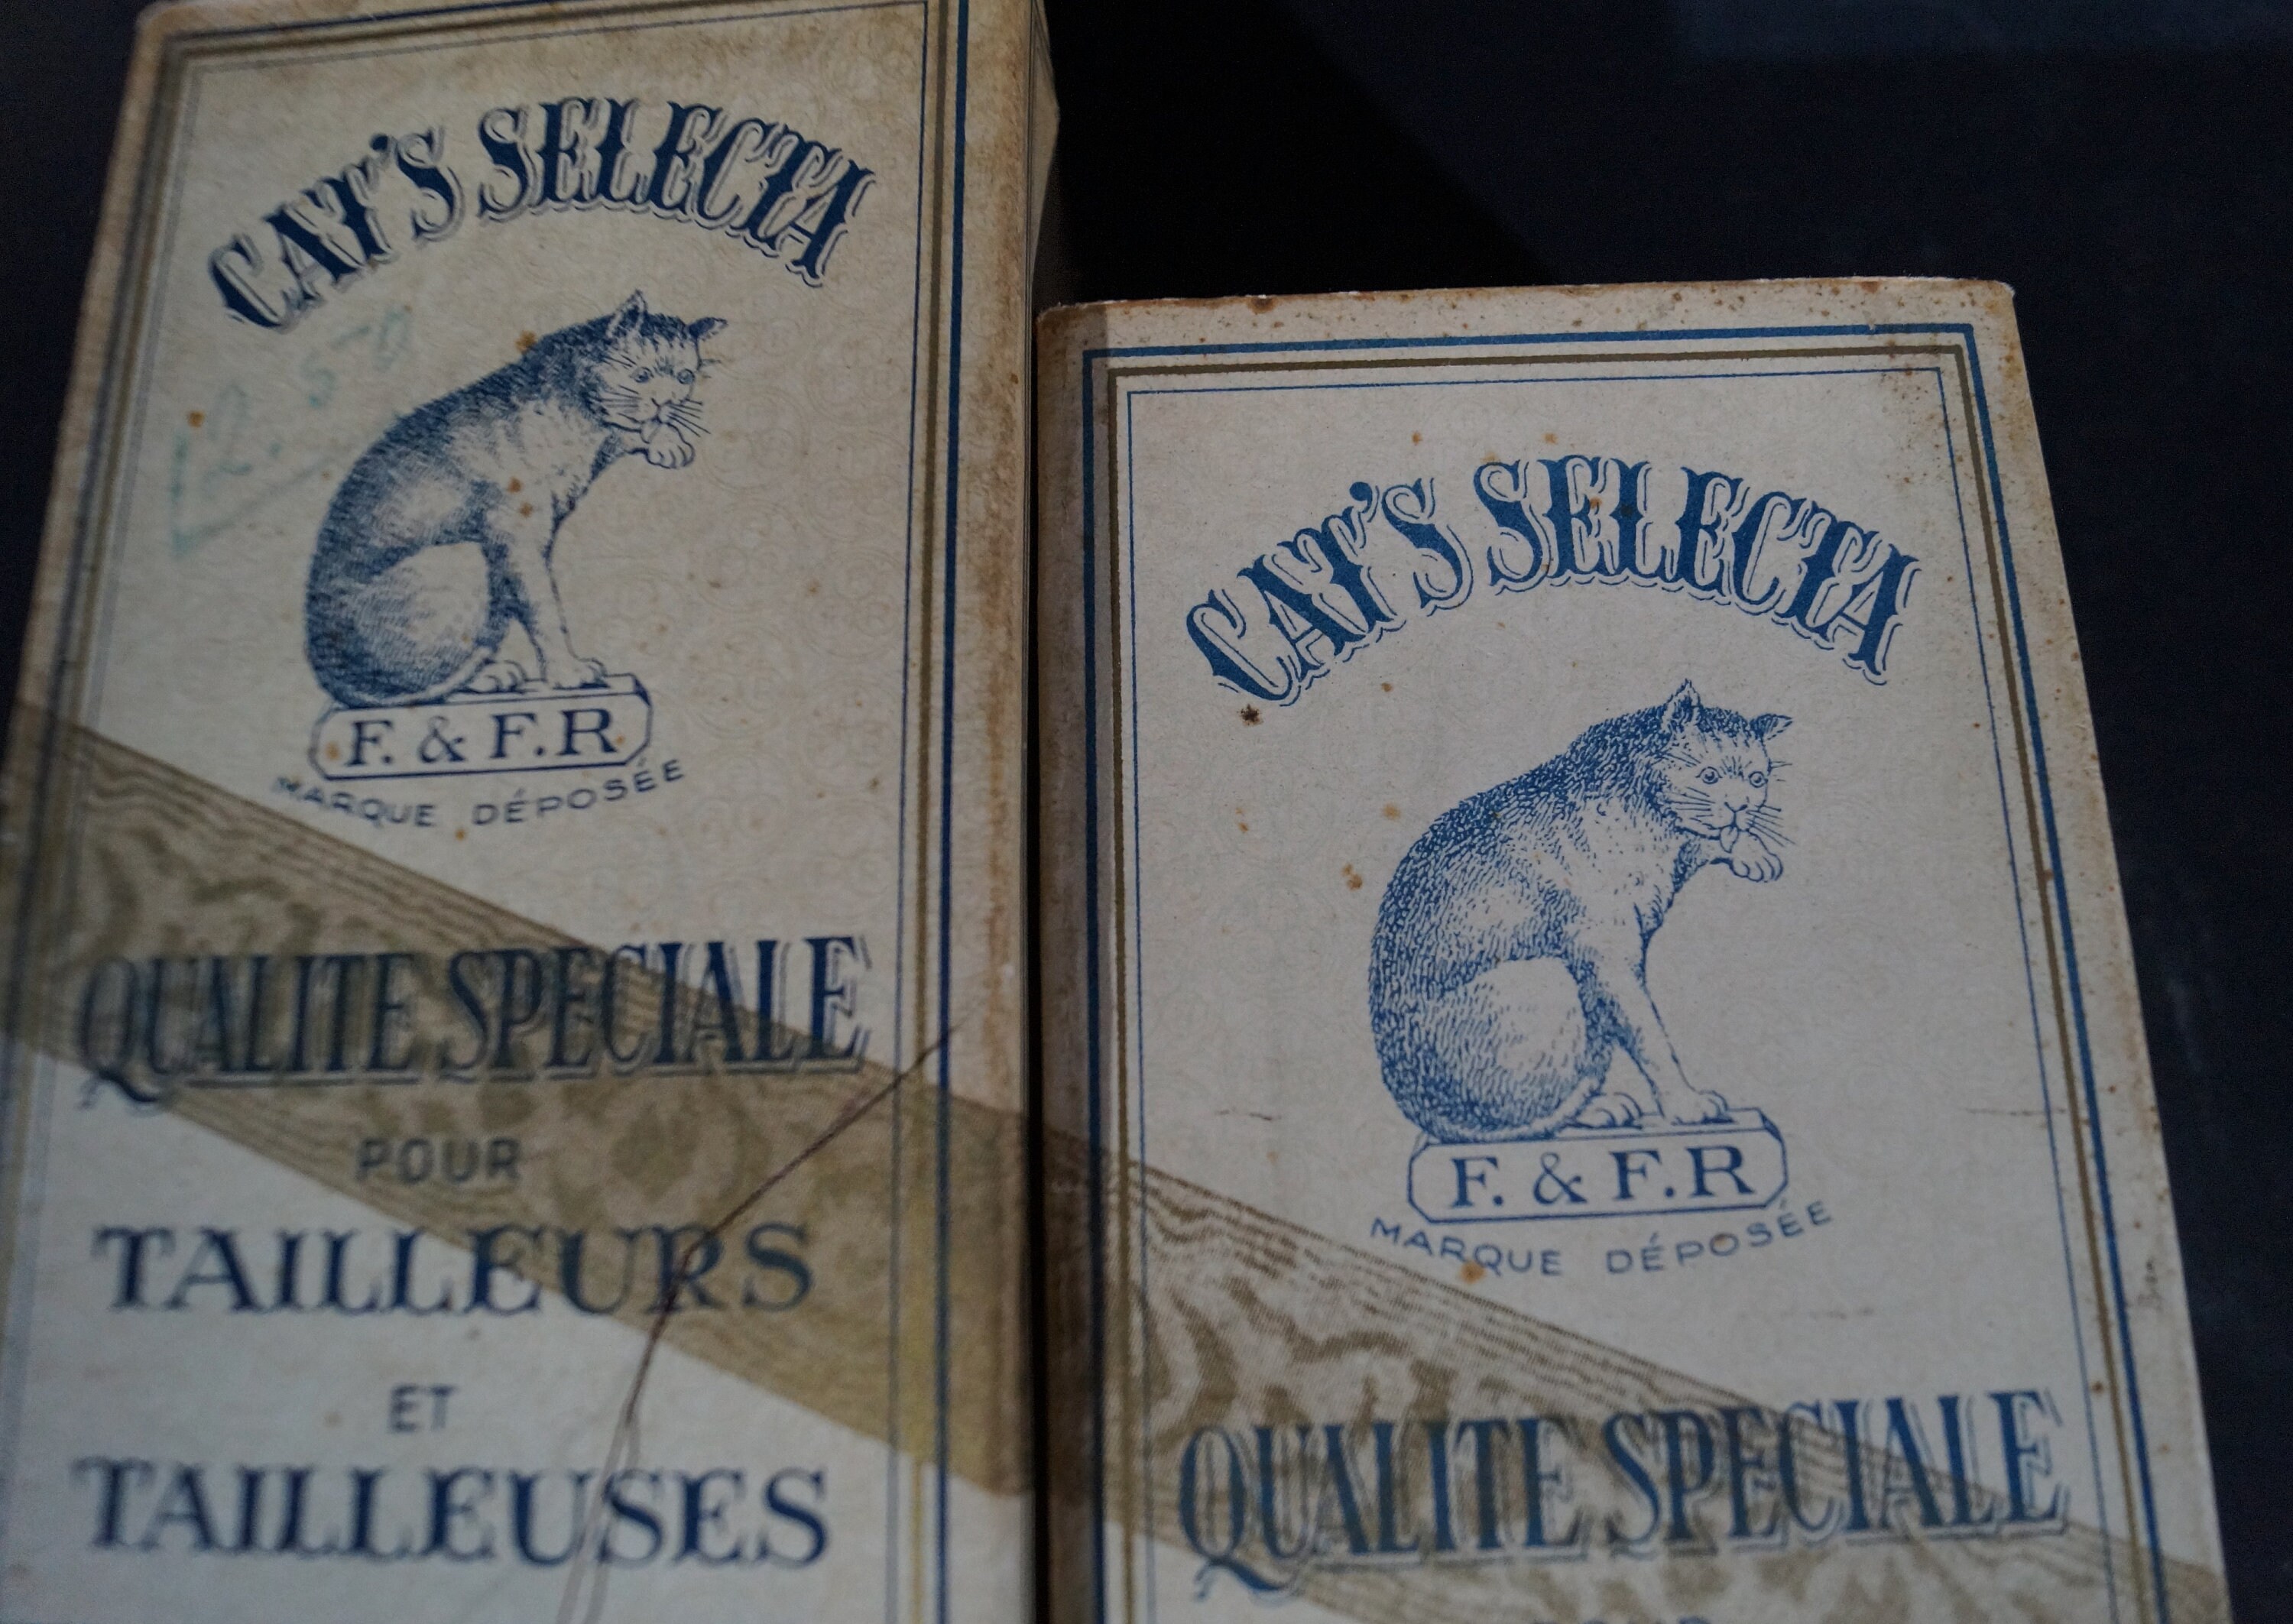 CAT'S SELECTA
F. & F.R
MARQUE DÉPOSÉE
QUALITE SPECIALE
POUR
TAILLEURS
ET
TAILLEUSES
CAT'S SELECTA
F. & F.R
MARQUE DÉPOSÉE
QUALITE SPECIALE